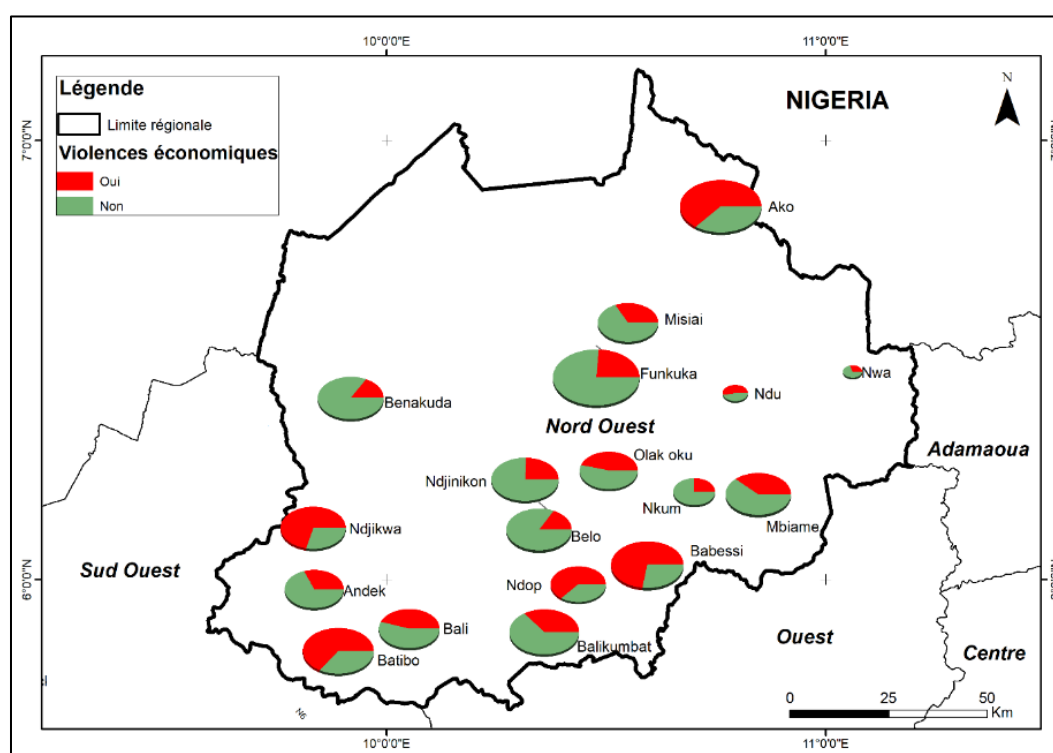 10°0'0"E
11°0'0"E
Légende
Limite régionale
Violences économiques
Oui
Non
NIGERIA
N
7°0'0"N
Ako
Misiai
Funkuka
Nwa
Benakuda
Ndu
Nord Ouest
Adamaoua
Olak oku
Ndjinikon
Nkum
Mbiame
Ndjikwa
Belo
Babessi
Sud Ouest
6°0'0"N
Andek
Ndop
Bali
Balikumbat
Ouest
Batibo
Centre
N6
0
25
50
Km
10°0'0"E
11°0'0"E